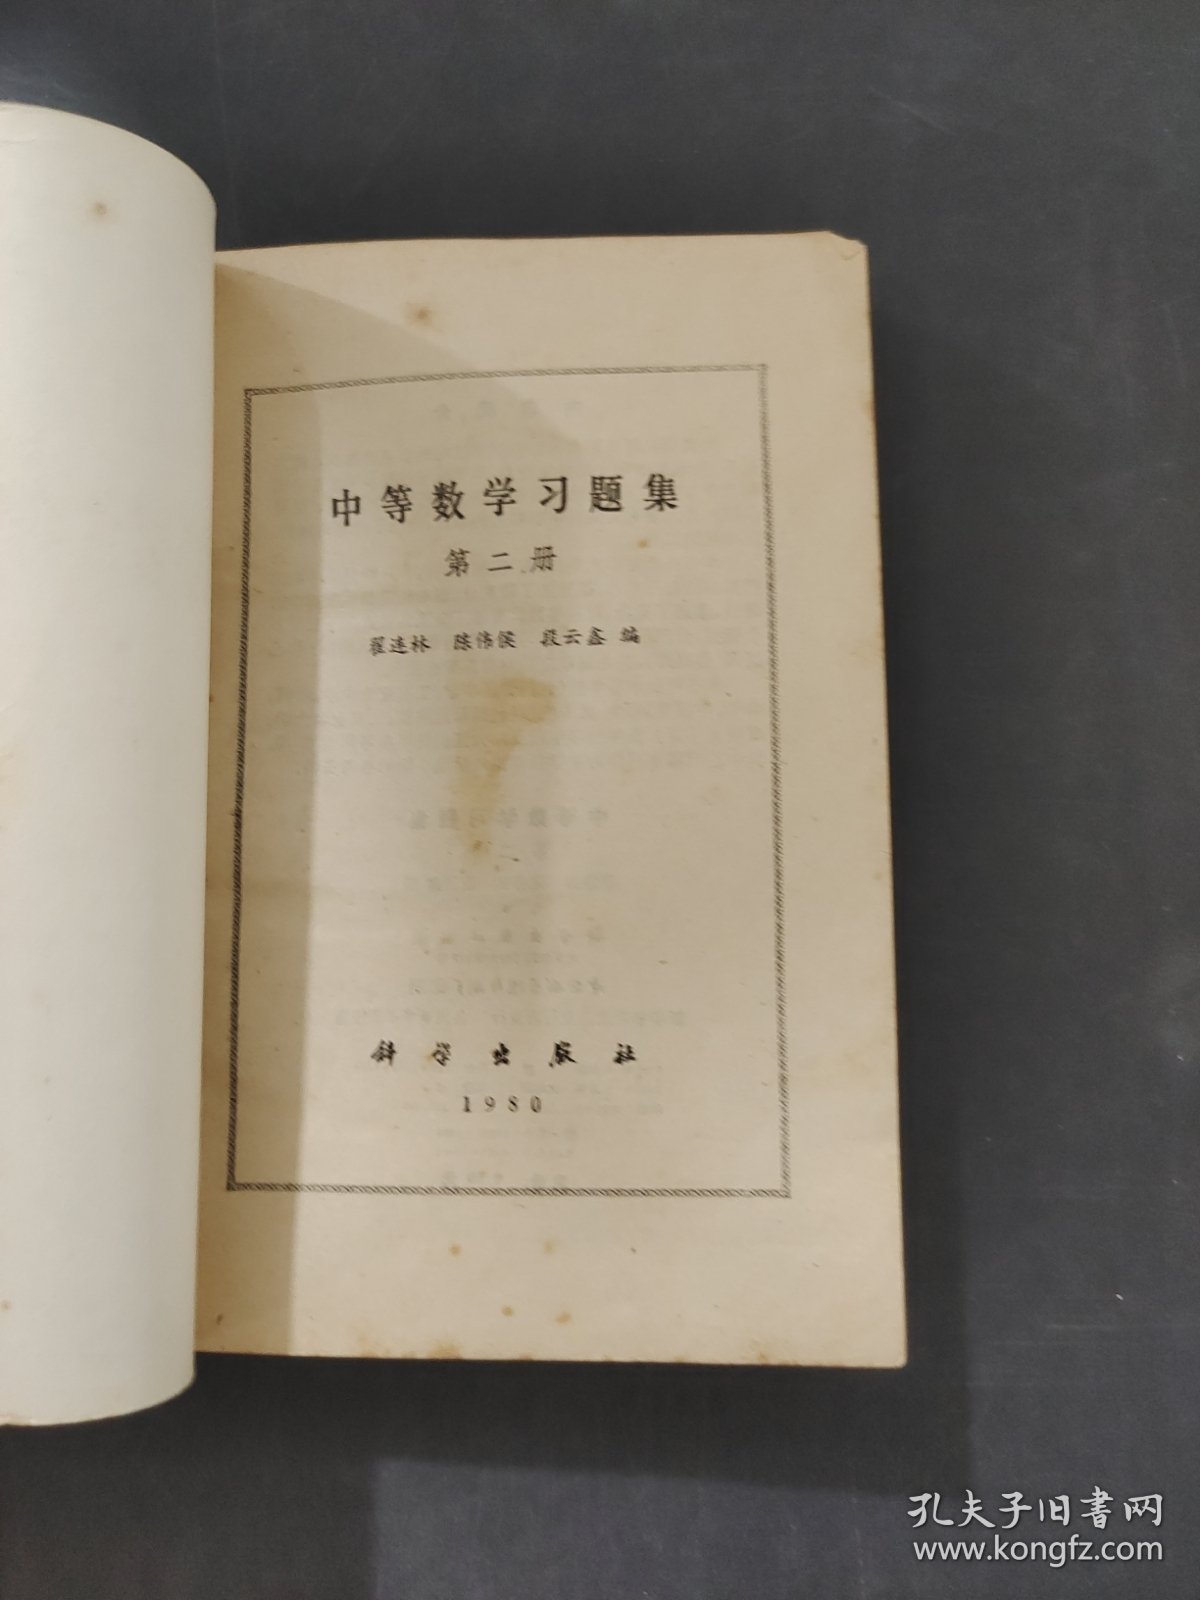 中等数学习题集
第二册
翟连林 陈伟侯 段云鑫 编
科学出版社
1980
孔夫子旧书网
www.kongfz.com